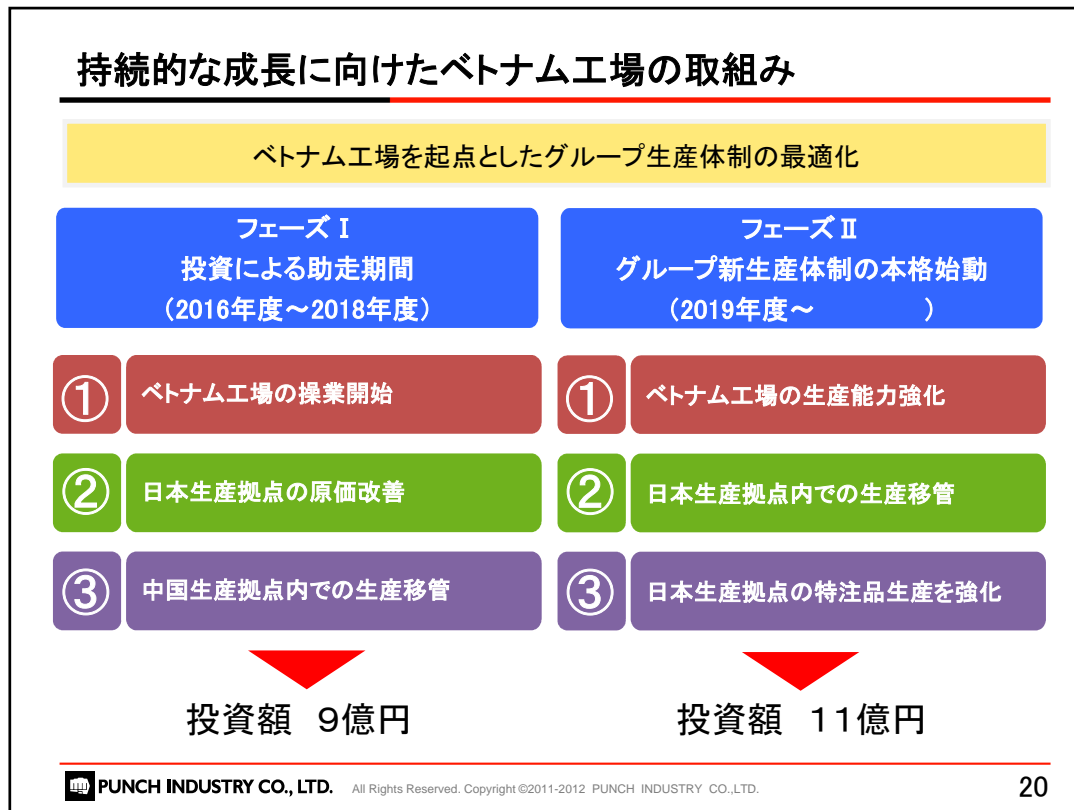 持続的な成長に向けたベトナム工場の取組み
ベトナム工場を起点としたグループ生産体制の最適化
フェーズⅠ
投資による助走期間
（2016年度～2018年度）
① ベトナム工場の操業開始
② 日本生産拠点の原価改善
③ 中国生産拠点内での生産移管
投資額　９億円
フェーズⅡ
グループ新生産体制の本格始動
（2019年度～　　　　　）
① ベトナム工場の生産能力強化
② 日本生産拠点内での生産移管
③ 日本生産拠点の特注品生産を強化
投資額　１１億円
PUNCH INDUSTRY CO., LTD. All Rights Reserved. Copyright ©2011-2012 PUNCH INDUSTRY CO.,LTD. 20